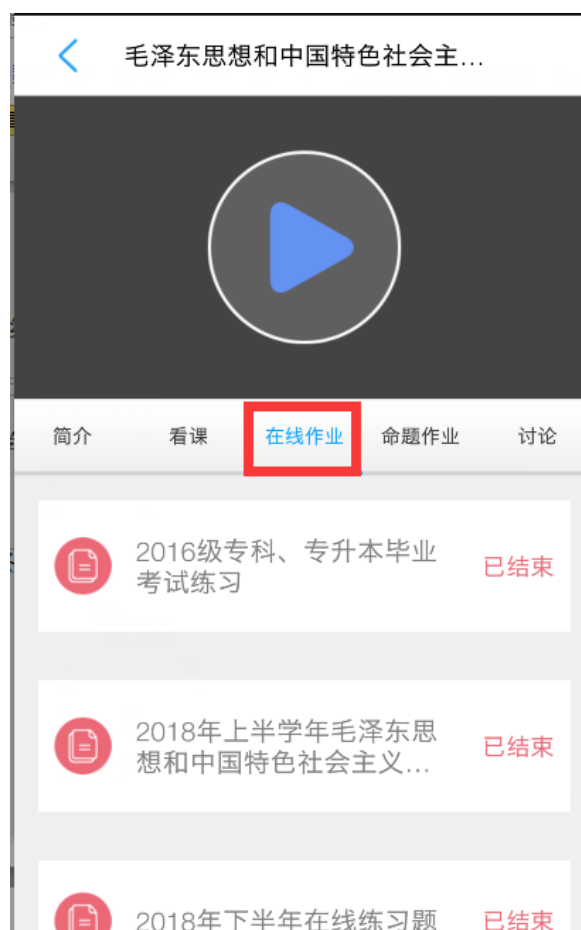 毛泽东思想和中国特色社会主...
简介 看课 在线作业 命题作业 讨论
2016级专科、专升本毕业
考试练习
已结束
2018年上半学年毛泽东思
想和中国特色社会主义...
已结束
2018年下半年在线练习题
已结束